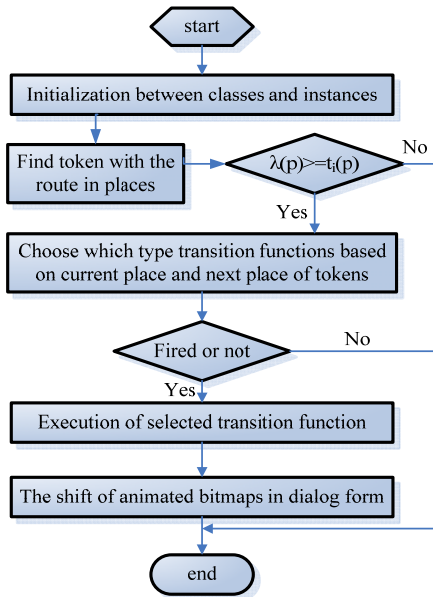 start
Initialization between classes and instances
Find token with the
route in places
λ(p)>=tᵢ(p)
No
Yes
Choose which type transition functions based
on current place and next place of tokens
Fired or not
No
Yes
Execution of selected transition function
The shift of animated bitmaps in dialog form
end